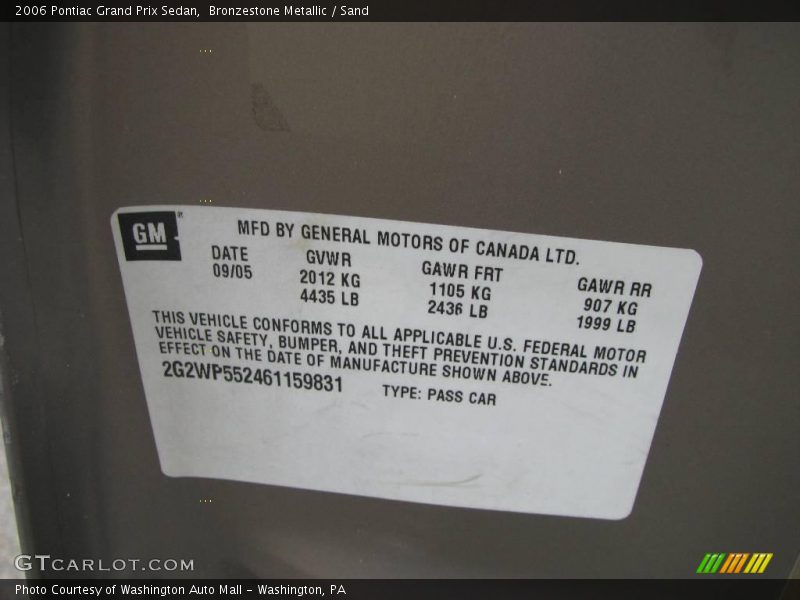 2006 Pontiac Grand Prix Sedan,  Bronzestone Metallic / Sand
GM
MFD BY GENERAL MOTORS OF CANADA LTD.
DATE GVWR GAWR FRT GAWR RR
09/05 2012 KG 1105 KG 907 KG
4435 LB 2436 LB 1999 LB
THIS VEHICLE CONFORMS TO ALL APPLICABLE U.S. FEDERAL MOTOR
VEHICLE SAFETY, BUMPER, AND THEFT PREVENTION STANDARDS IN
EFFECT ON THE DATE OF MANUFACTURE SHOWN ABOVE.
2G2WP552461159831 TYPE: PASS CAR
GTCARLOT.COM
Photo Courtesy of Washington Auto Mall - Washington, PA